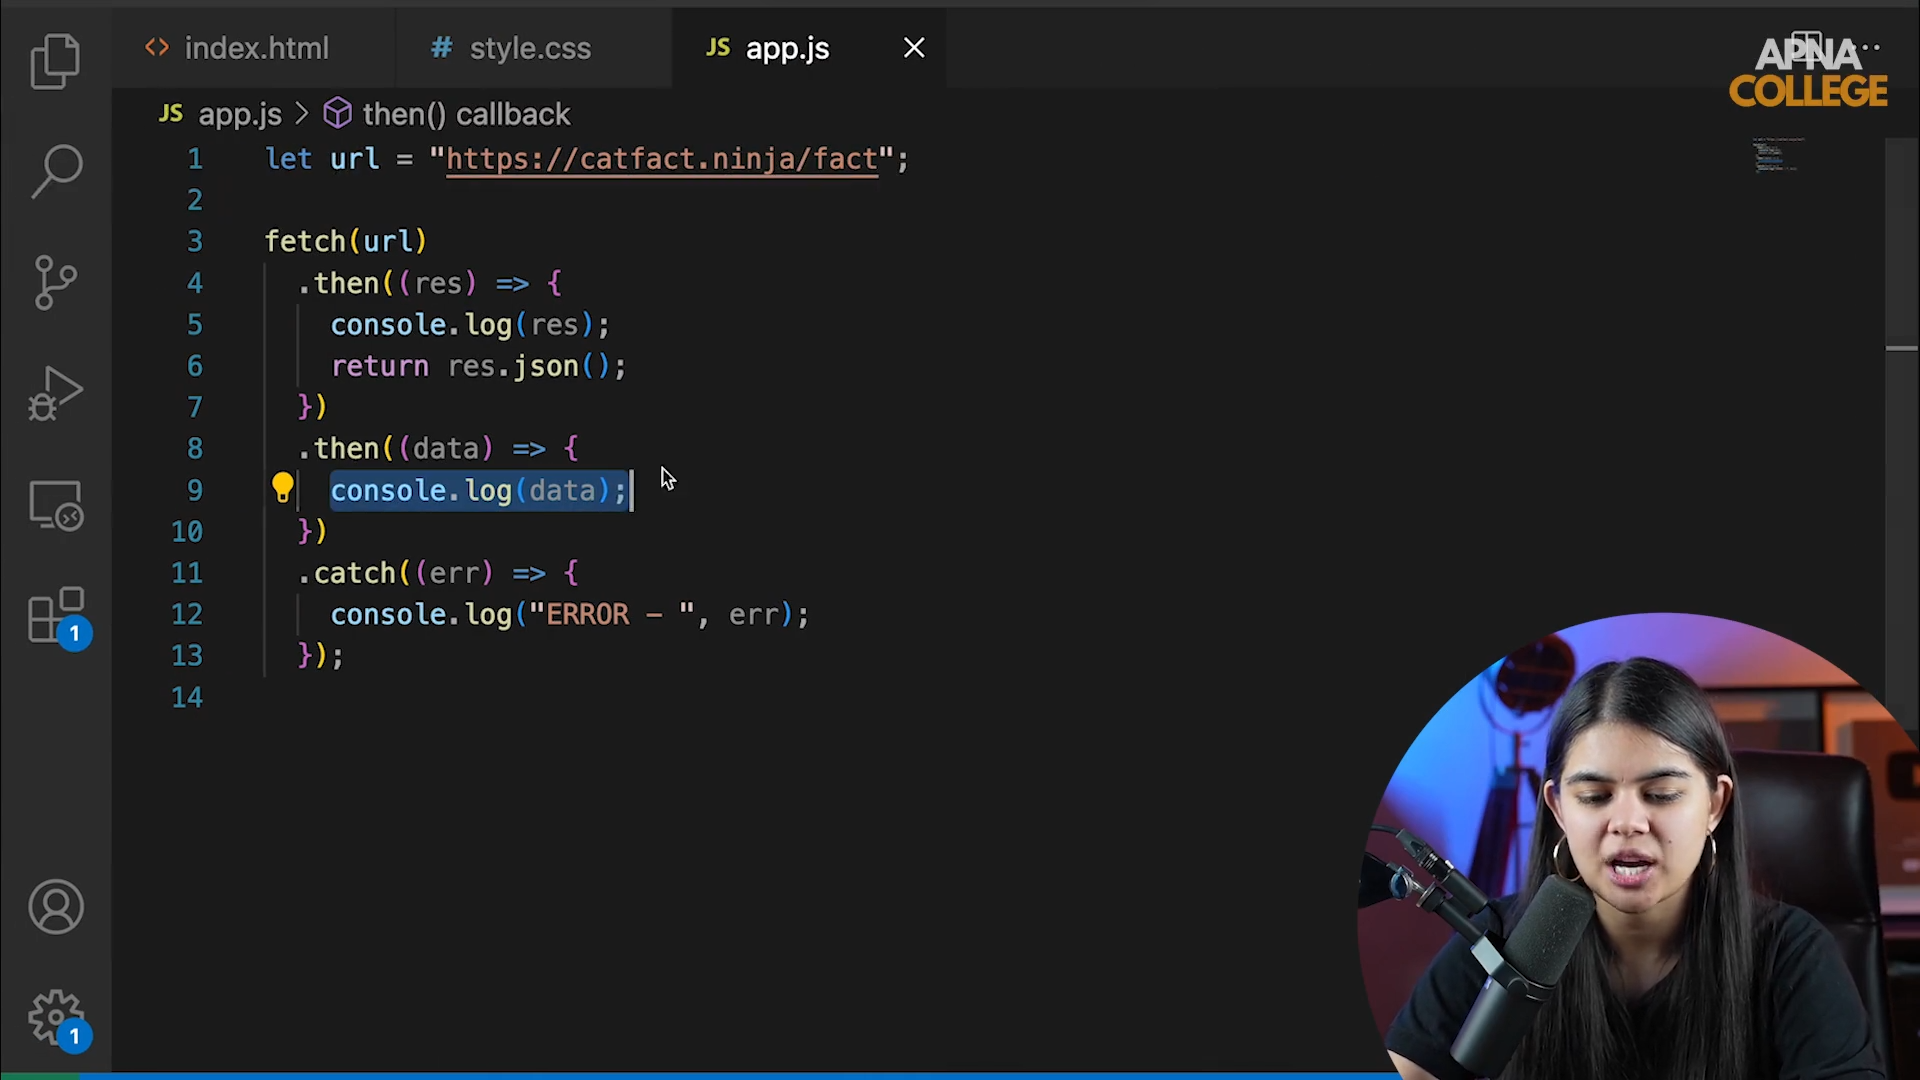 index.html
# style.css
JS app.js
APNA
COLLEGE
JS app.js > then() callback
1 let url = "https://catfact.ninja/fact";
2
3 fetch(url)
4 .then((res) => {
5 console.log(res);
6 return res.json();
7 })
8 .then((data) => {
9 console.log(data);
10 })
11 .catch((err) => {
12 console.log("ERROR – ", err);
13 });
14
1
1